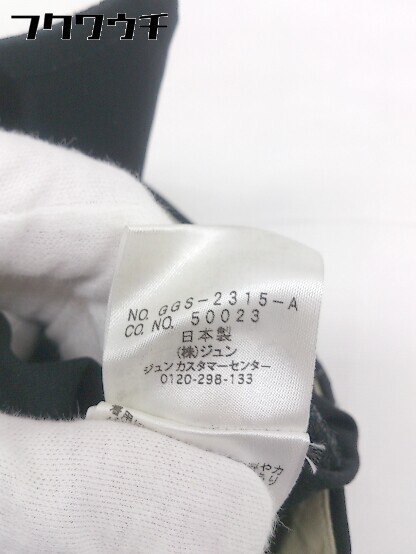 フクワウチ
NO. GGS-2315-A
CO. NO. 50023
日本製
(株)ジュン
ジュン カスタマーセンター
0120-298-133